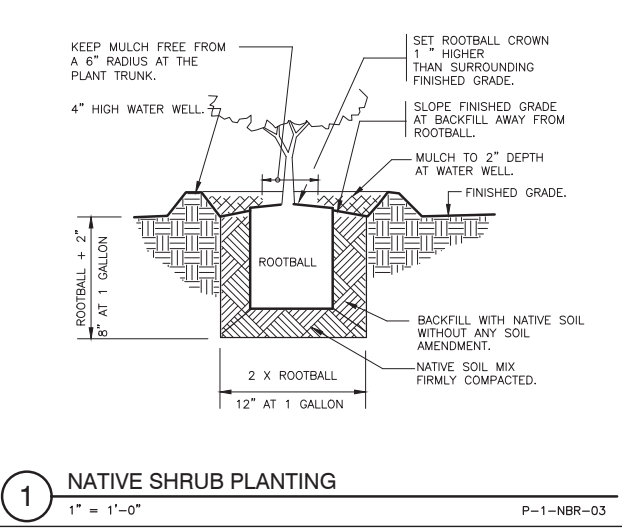 KEEP MULCH FREE FROM
A 6” RADIUS AT THE
PLANT TRUNK.
4” HIGH WATER WELL.
SET ROOTBALL CROWN
1 ” HIGHER
THAN SURROUNDING
FINISHED GRADE.
SLOPE FINISHED GRADE
AT BACKFILL AWAY FROM
ROOTBALL.
MULCH TO 2” DEPTH
AT WATER WELL.
FINISHED GRADE.
ROOTBALL + 2”
8” AT 1 GALLON
ROOTBALL
BACKFILL WITH NATIVE SOIL
WITHOUT ANY SOIL
AMENDMENT.
NATIVE SOIL MIX
FIRMLY COMPACTED.
2 X ROOTBALL
12” AT 1 GALLON
1
NATIVE SHRUB PLANTING
1” = 1’-0”
P-1-NBR-03